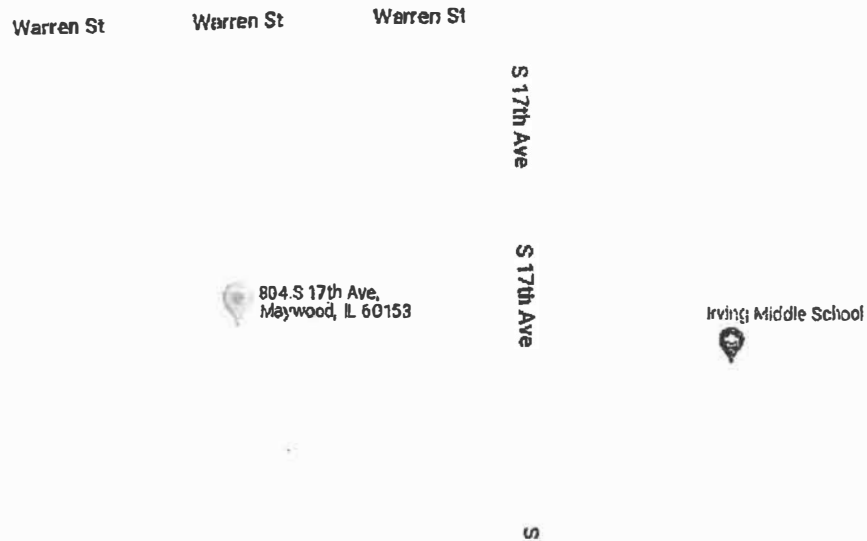 Warren St
Warren St
Warren St
S 17th Ave
S 17th Ave
804 S 17th Ave,
Maywood, IL 60153
Irving Middle School
S